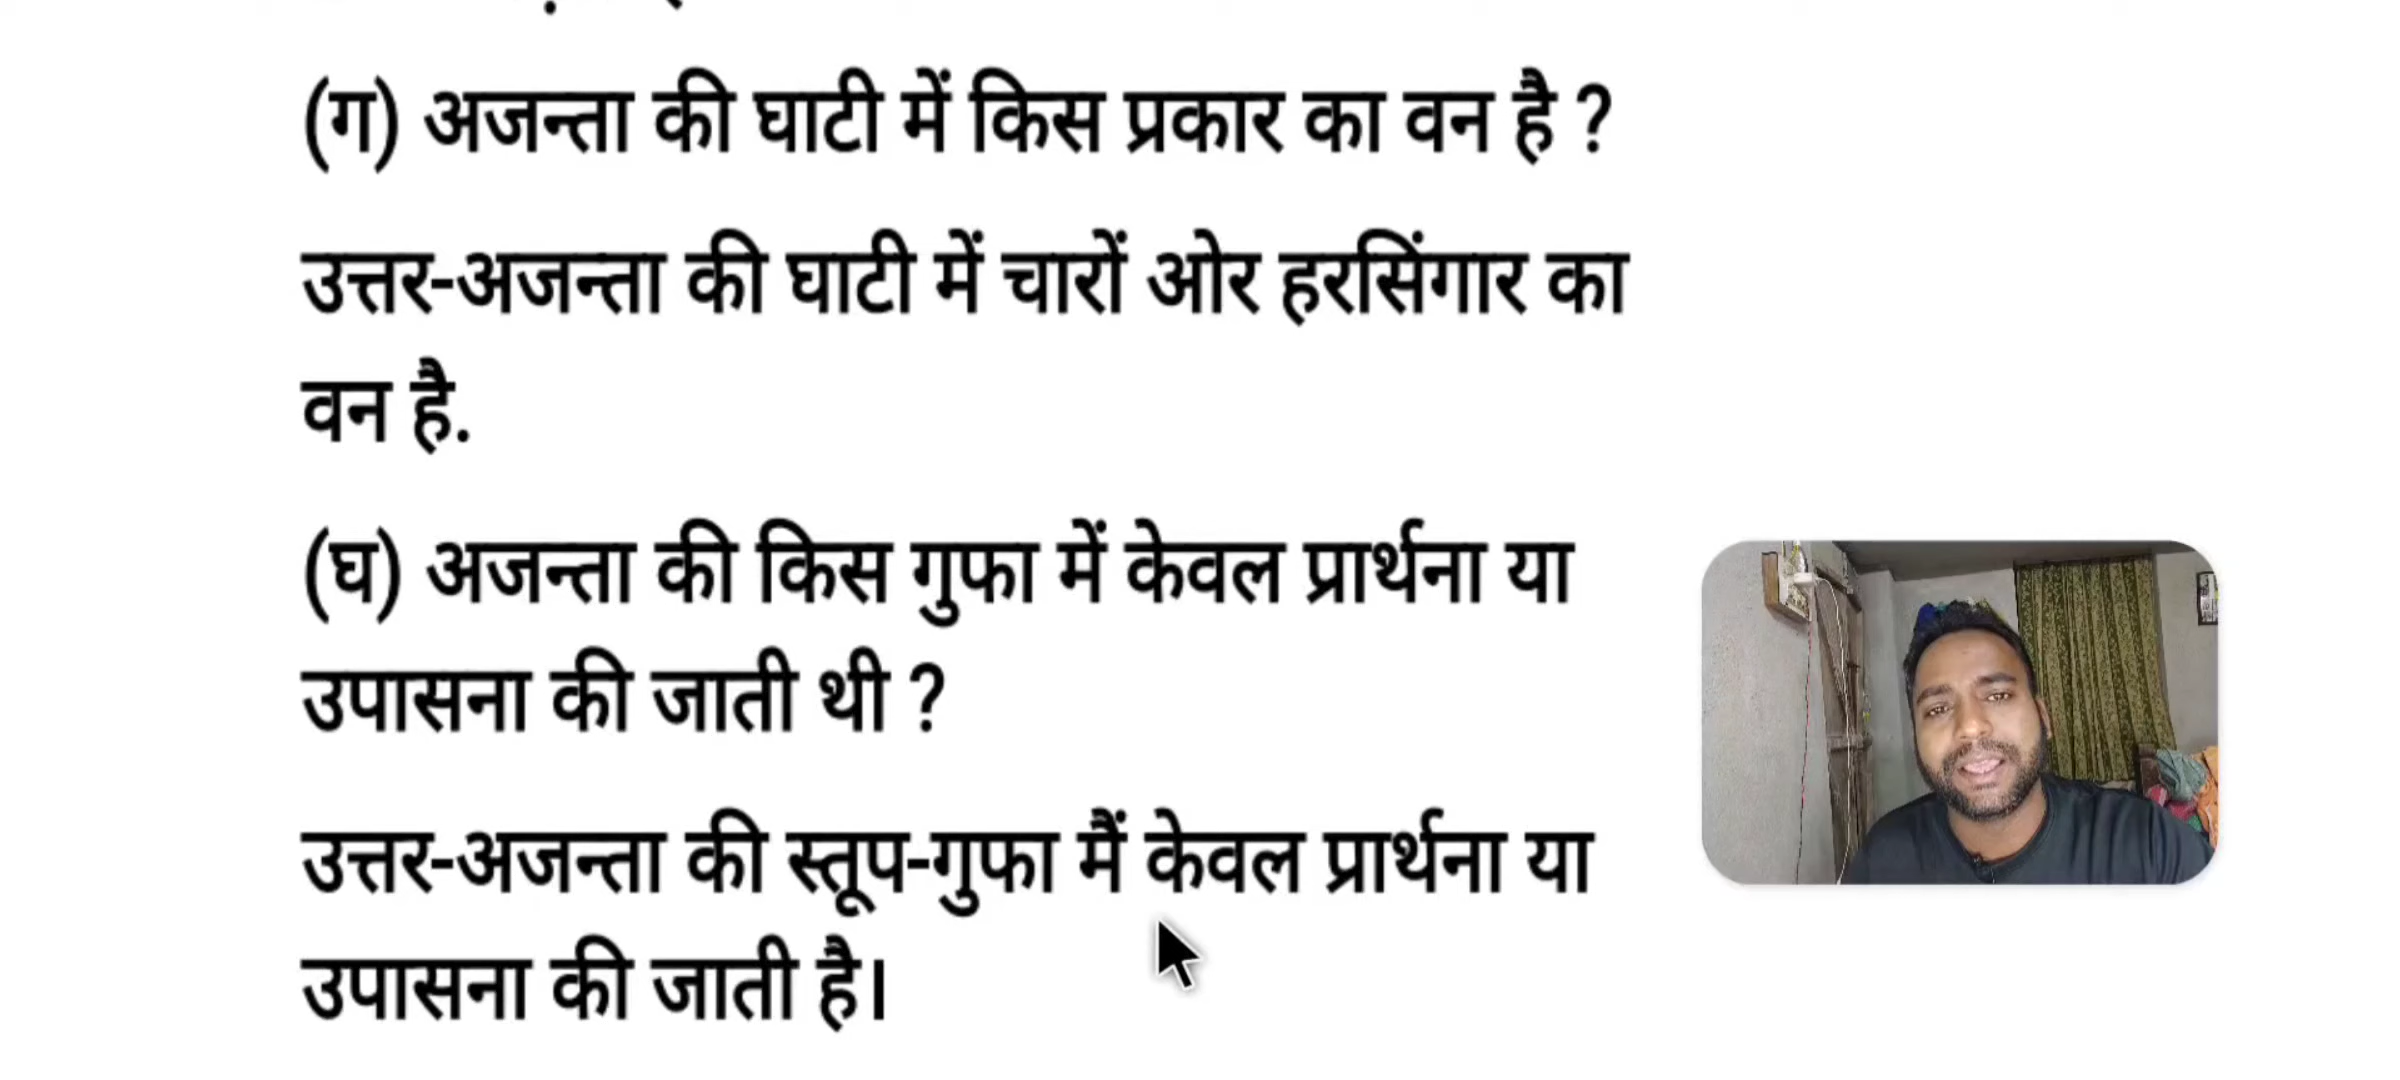 (ग) अजन्ता की घाटी में किस प्रकार का वन है ?
उत्तर-अजन्ता की घाटी में चारों ओर हरसिंगार का
वन है.
(घ) अजन्ता की किस गुफा में केवल प्रार्थना या
उपासना की जाती थी ?
उत्तर-अजन्ता की स्तूप-गुफा मैं केवल प्रार्थना या
उपासना की जाती है।